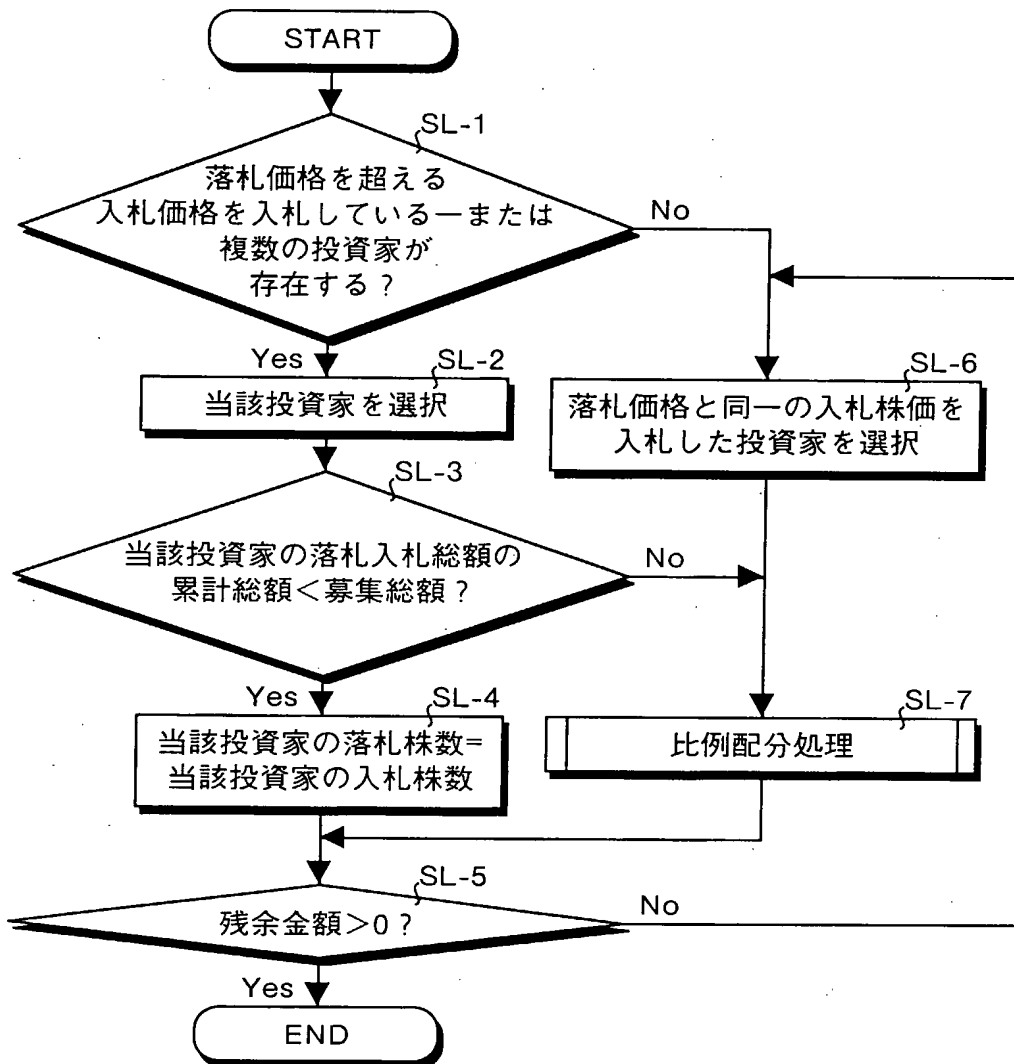 START
SL-1
落札価格を超える
入札価格を入札している一または
複数の投資家が
存在する？
No
Yes
SL-2
当該投資家を選択
SL-6
落札価格と同一の入札株価を
入札した投資家を選択
SL-3
当該投資家の落札入札総額の
累計総額＜募集総額？
No
Yes
SL-4
当該投資家の落札株数=
当該投資家の入札株数
SL-7
比例配分処理
SL-5
残余金額＞0？
No
Yes
END